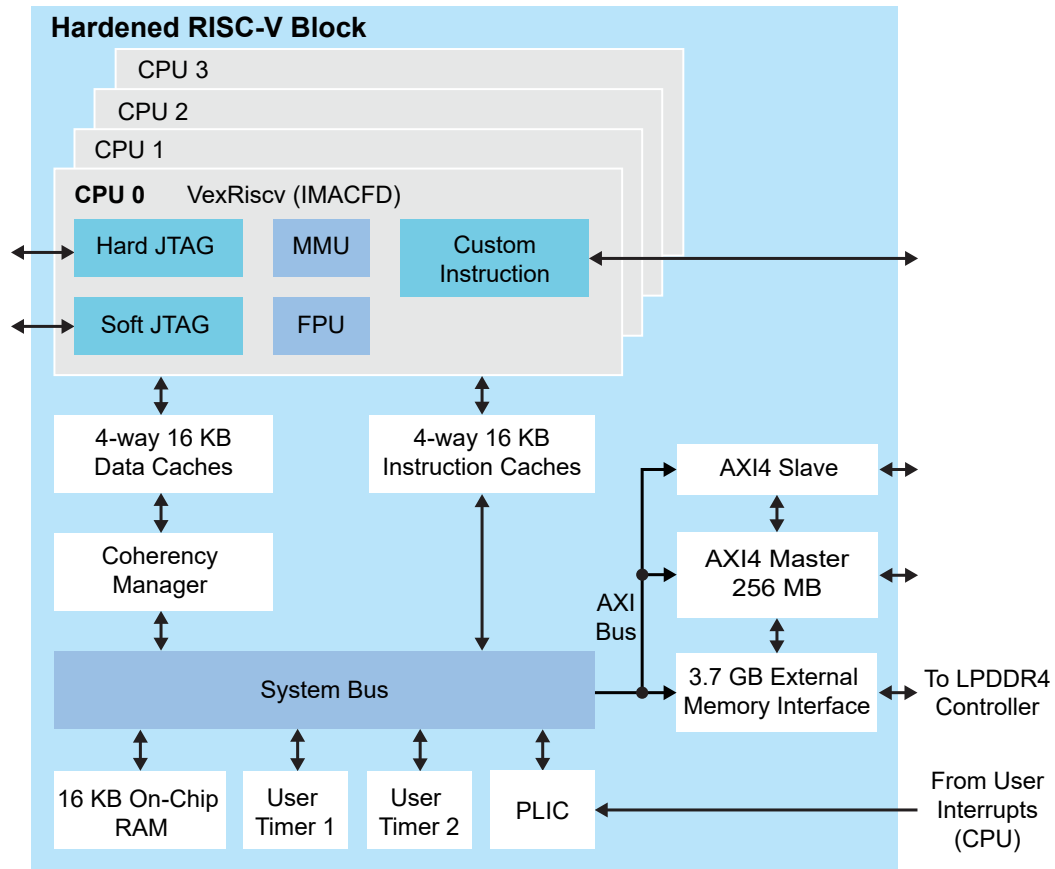 Hardened RISC-V Block
CPU 3
CPU 2
CPU 1
CPU 0 VexRiscv (IMACFD)
Hard JTAG
MMU
Custom
Instruction
Soft JTAG
FPU
4-way 16 KB
Data Caches
4-way 16 KB
Instruction Caches
AXI4 Slave
Coherency
Manager
AXI4 Master
256 MB
AXI
Bus
System Bus
3.7 GB External
Memory Interface
To LPDDR4
Controller
16 KB On-Chip
RAM
User
Timer 1
User
Timer 2
PLIC
From User
Interrupts
(CPU)